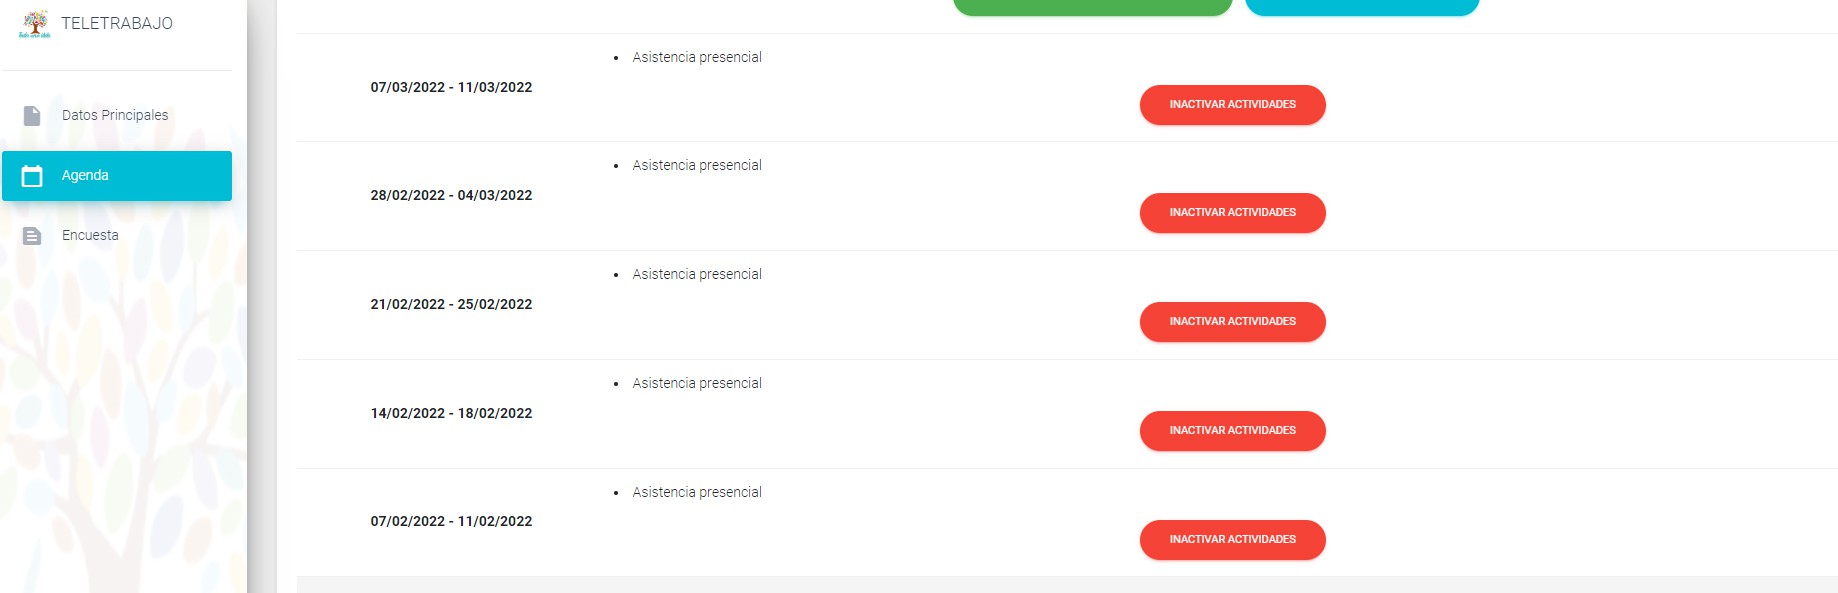 TELETRABAJO
Datos Principales
Agenda
Encuesta
• Asistencia presencial
07/03/2022 - 11/03/2022
INACTIVAR ACTIVIDADES
• Asistencia presencial
28/02/2022 - 04/03/2022
INACTIVAR ACTIVIDADES
• Asistencia presencial
21/02/2022 - 25/02/2022
INACTIVAR ACTIVIDADES
• Asistencia presencial
14/02/2022 - 18/02/2022
INACTIVAR ACTIVIDADES
• Asistencia presencial
07/02/2022 - 11/02/2022
INACTIVAR ACTIVIDADES